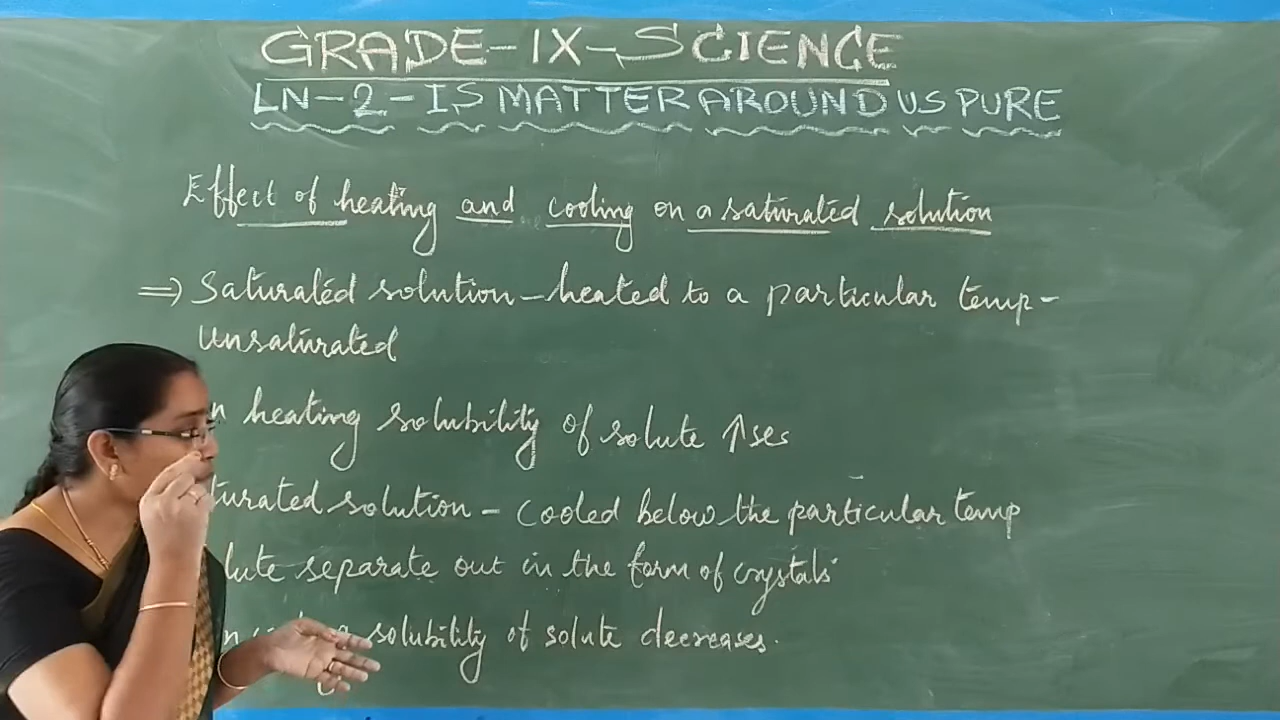 GRADE-IX-SCIENCE
LN-2-IS MATTER AROUND US PURE
Effect of heating and cooling on a saturated solution
⇒ Saturated solution - heated to a particular temp-
unsaturated
n heating solubility of solute ↑ses
turated solution - cooled below the particular temp
lute separate out in the form of crystals
n solubility of solute decreases.